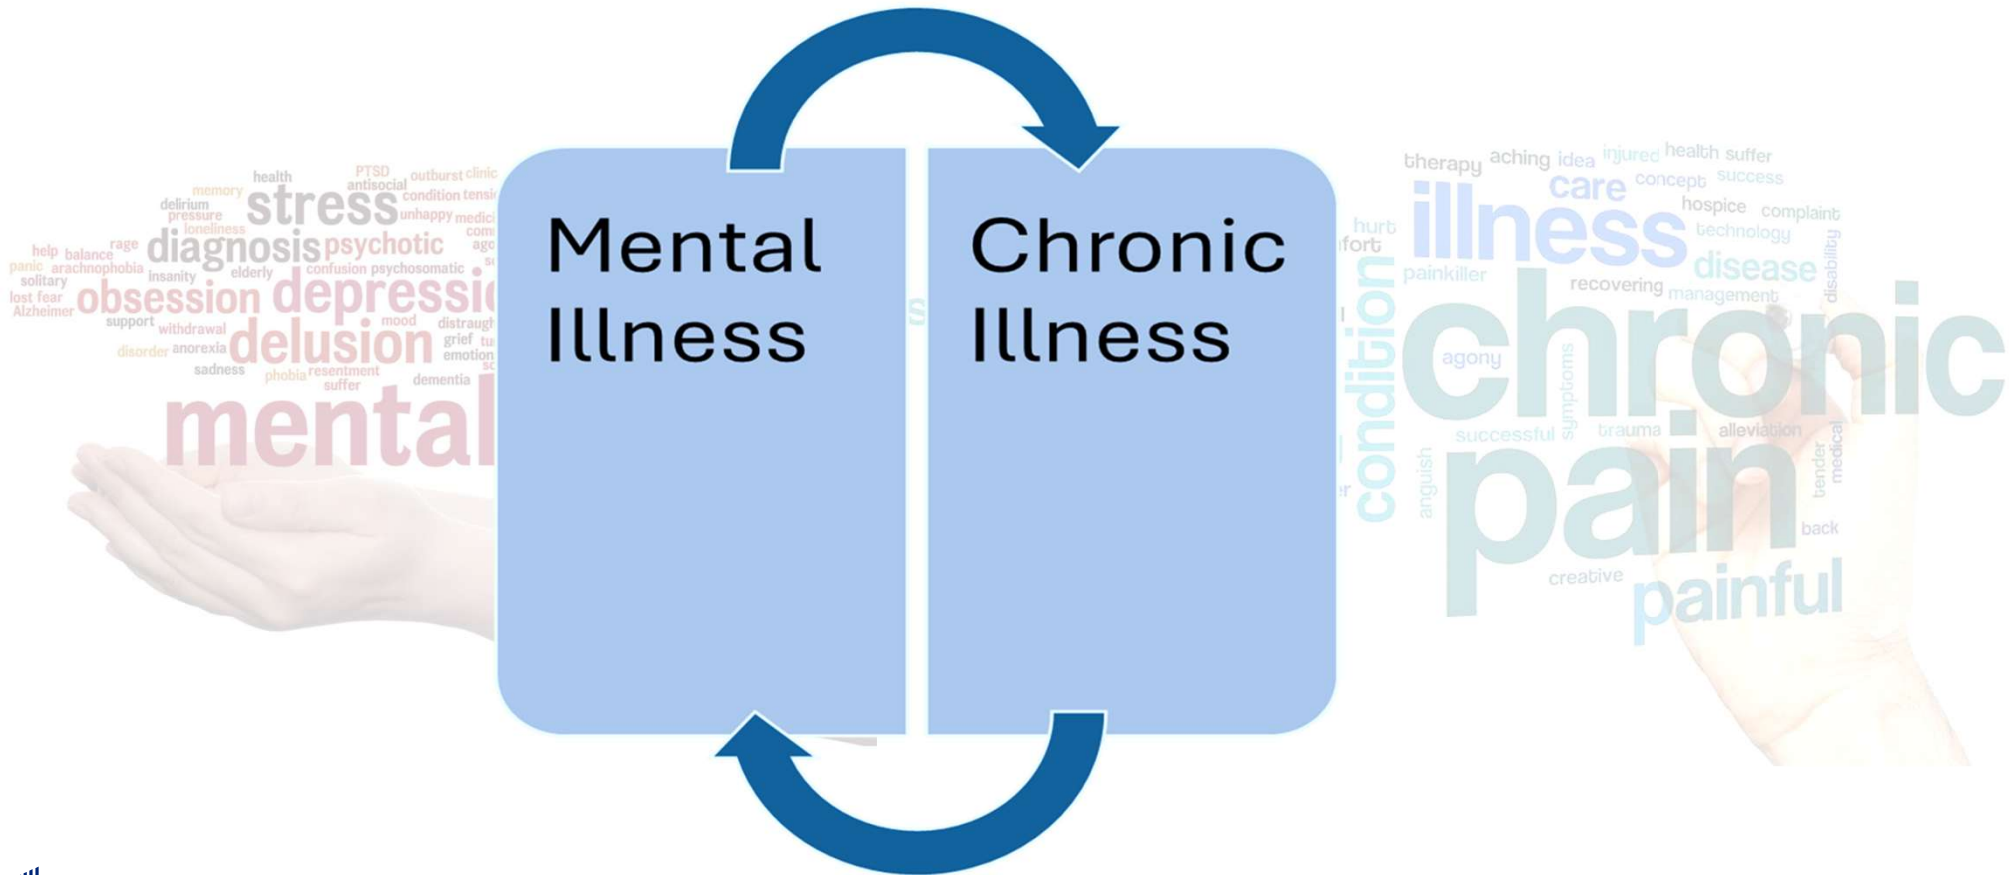 Mental
Illness
Chronic
Illness
health
PTSD
outburst
clinic
memory
stress
antisocial
condition
delirium
pressure
unhappy
loneliness
rage
diagnosis
psychotic
help
balance
panic
arachnophobia
insanity
elderly
confusion
psychosomatic
solitary
lost
fear
obsession
Alzheimer
support
withdrawal
mood
delusion
grief
disorder
anorexia
sadness
phobia
resentment
suffer
dementia
mental
therapy
aching
idea
injured
health
suffer
care
concept
success
illness
hospice
complaint
hurt
technology
painkiller
disease
disability
recovering
management
condition
chronic
agony
symptoms
successful
trauma
alleviation
anguish
pain
tender
medical
back
creative
painful